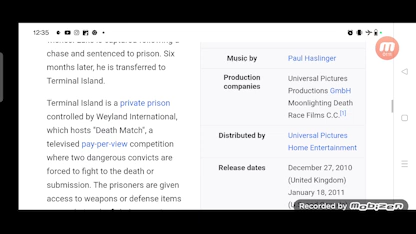 12:35
chase and sentenced to prison. Six
months later, he is transferred to
Terminal Island.
Terminal Island is a private prison
controlled by Weyland International,
which hosts "Death Match", a
televised pay-per-view competition
where two dangerous convicts are
forced to fight to the death or
submission. The prisoners are given
access to weapons or defense items
Music by
Paul Haslinger
Production
companies
Universal Pictures
Productions GmbH
Moonlighting Death
Race Films C.C.[1]
Distributed by
Universal Pictures
Home Entertainment
Release dates
December 27, 2010
(United Kingdom)
January 18, 2011
Recorded by Mobizen